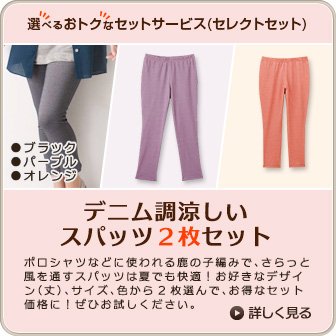 選べるおトクなセットサービス(セレクトセット)
●ブラック
●パープル
●オレンジ
デニム調涼しい
スパッツ２枚セット
ポロシャツなどに使われる鹿の子編みで、さらっと
風を通すスパッツは夏でも快適！お好きなデザイ
ン（丈）、サイズ、色から２枚選んで、お得なセット
価格に！ぜひお試しください。
詳しく見る